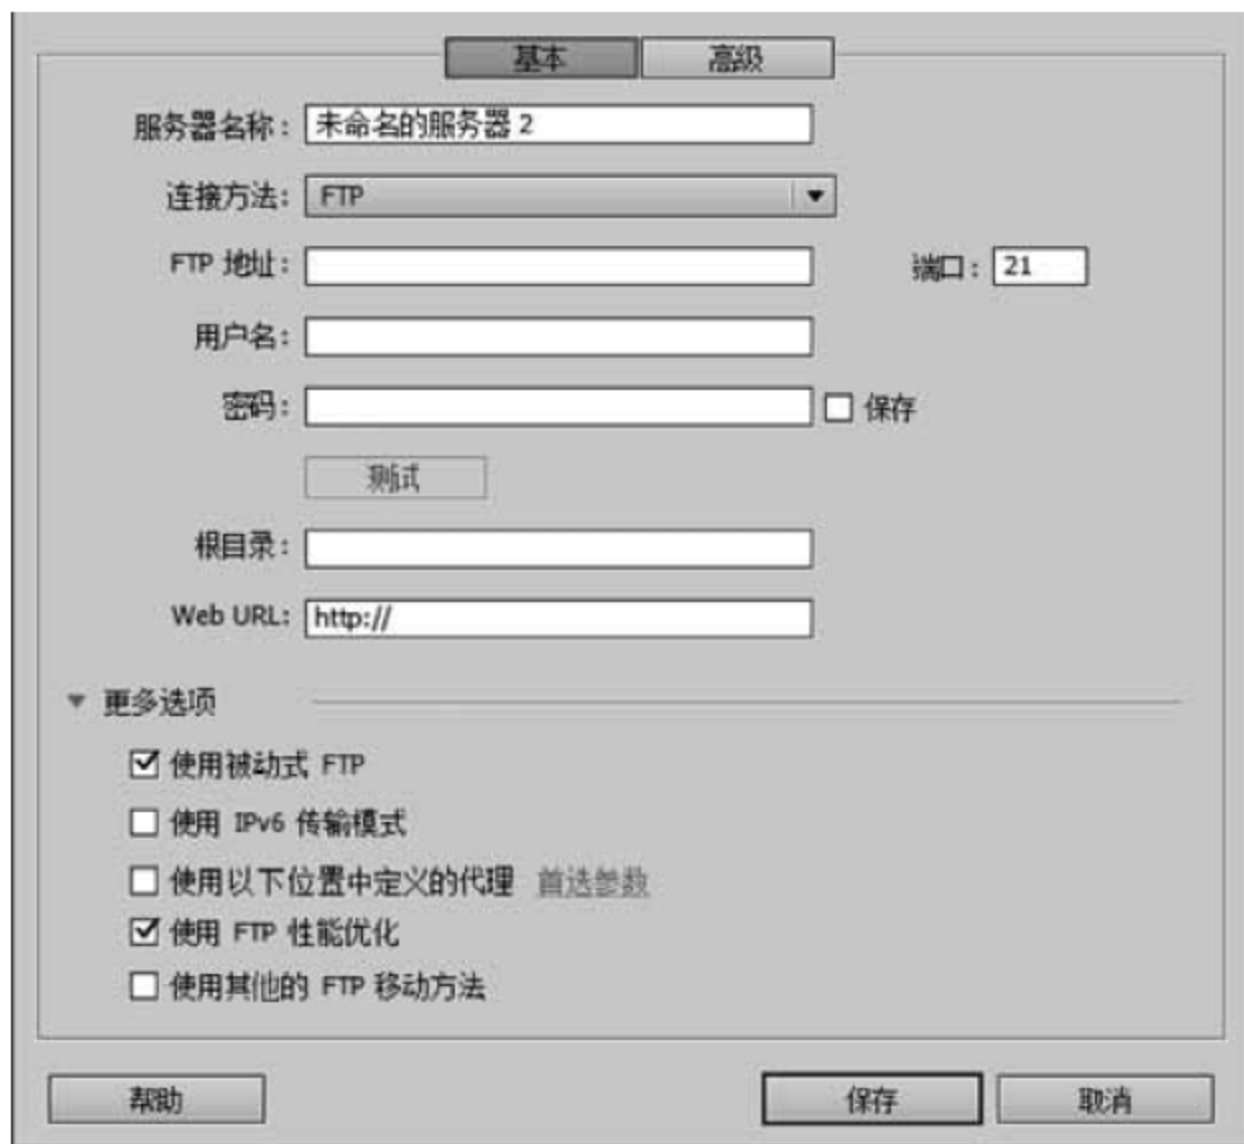 基本 高级
服务器名称: 未命名的服务器 2
连接方法: FTP
FTP 地址: 端口: 21
用户名:
密码: 保存
测试
根目录:
Web URL: http://
更多选项
使用被动式 FTP
使用 IPv6 传输模式
使用以下位置中定义的代理 首选参数
使用 FTP 性能优化
使用其他的 FTP 移动方法
帮助 保存 取消